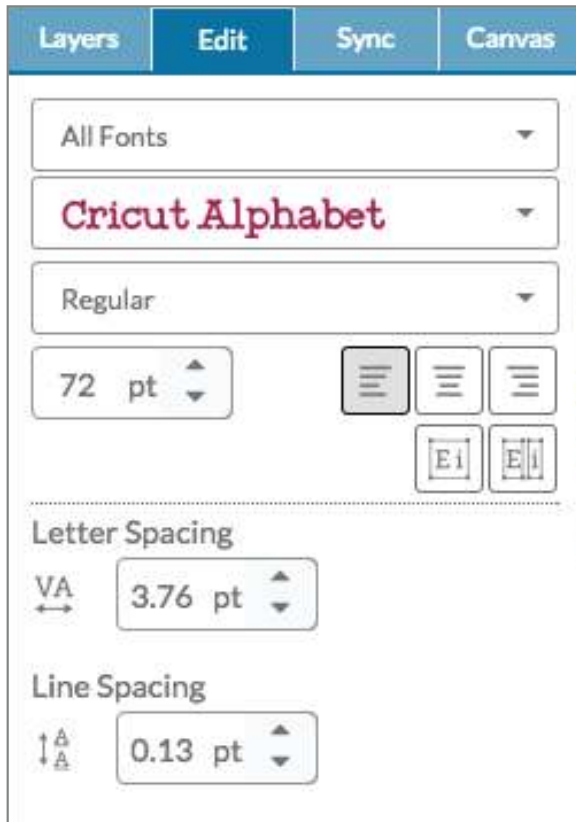 Layers Edit Sync Canvas
All Fonts
Cricut Alphabet
Regular
72 pt
E i E i
Letter Spacing
VA 3.76 pt
Line Spacing
A
A 0.13 pt